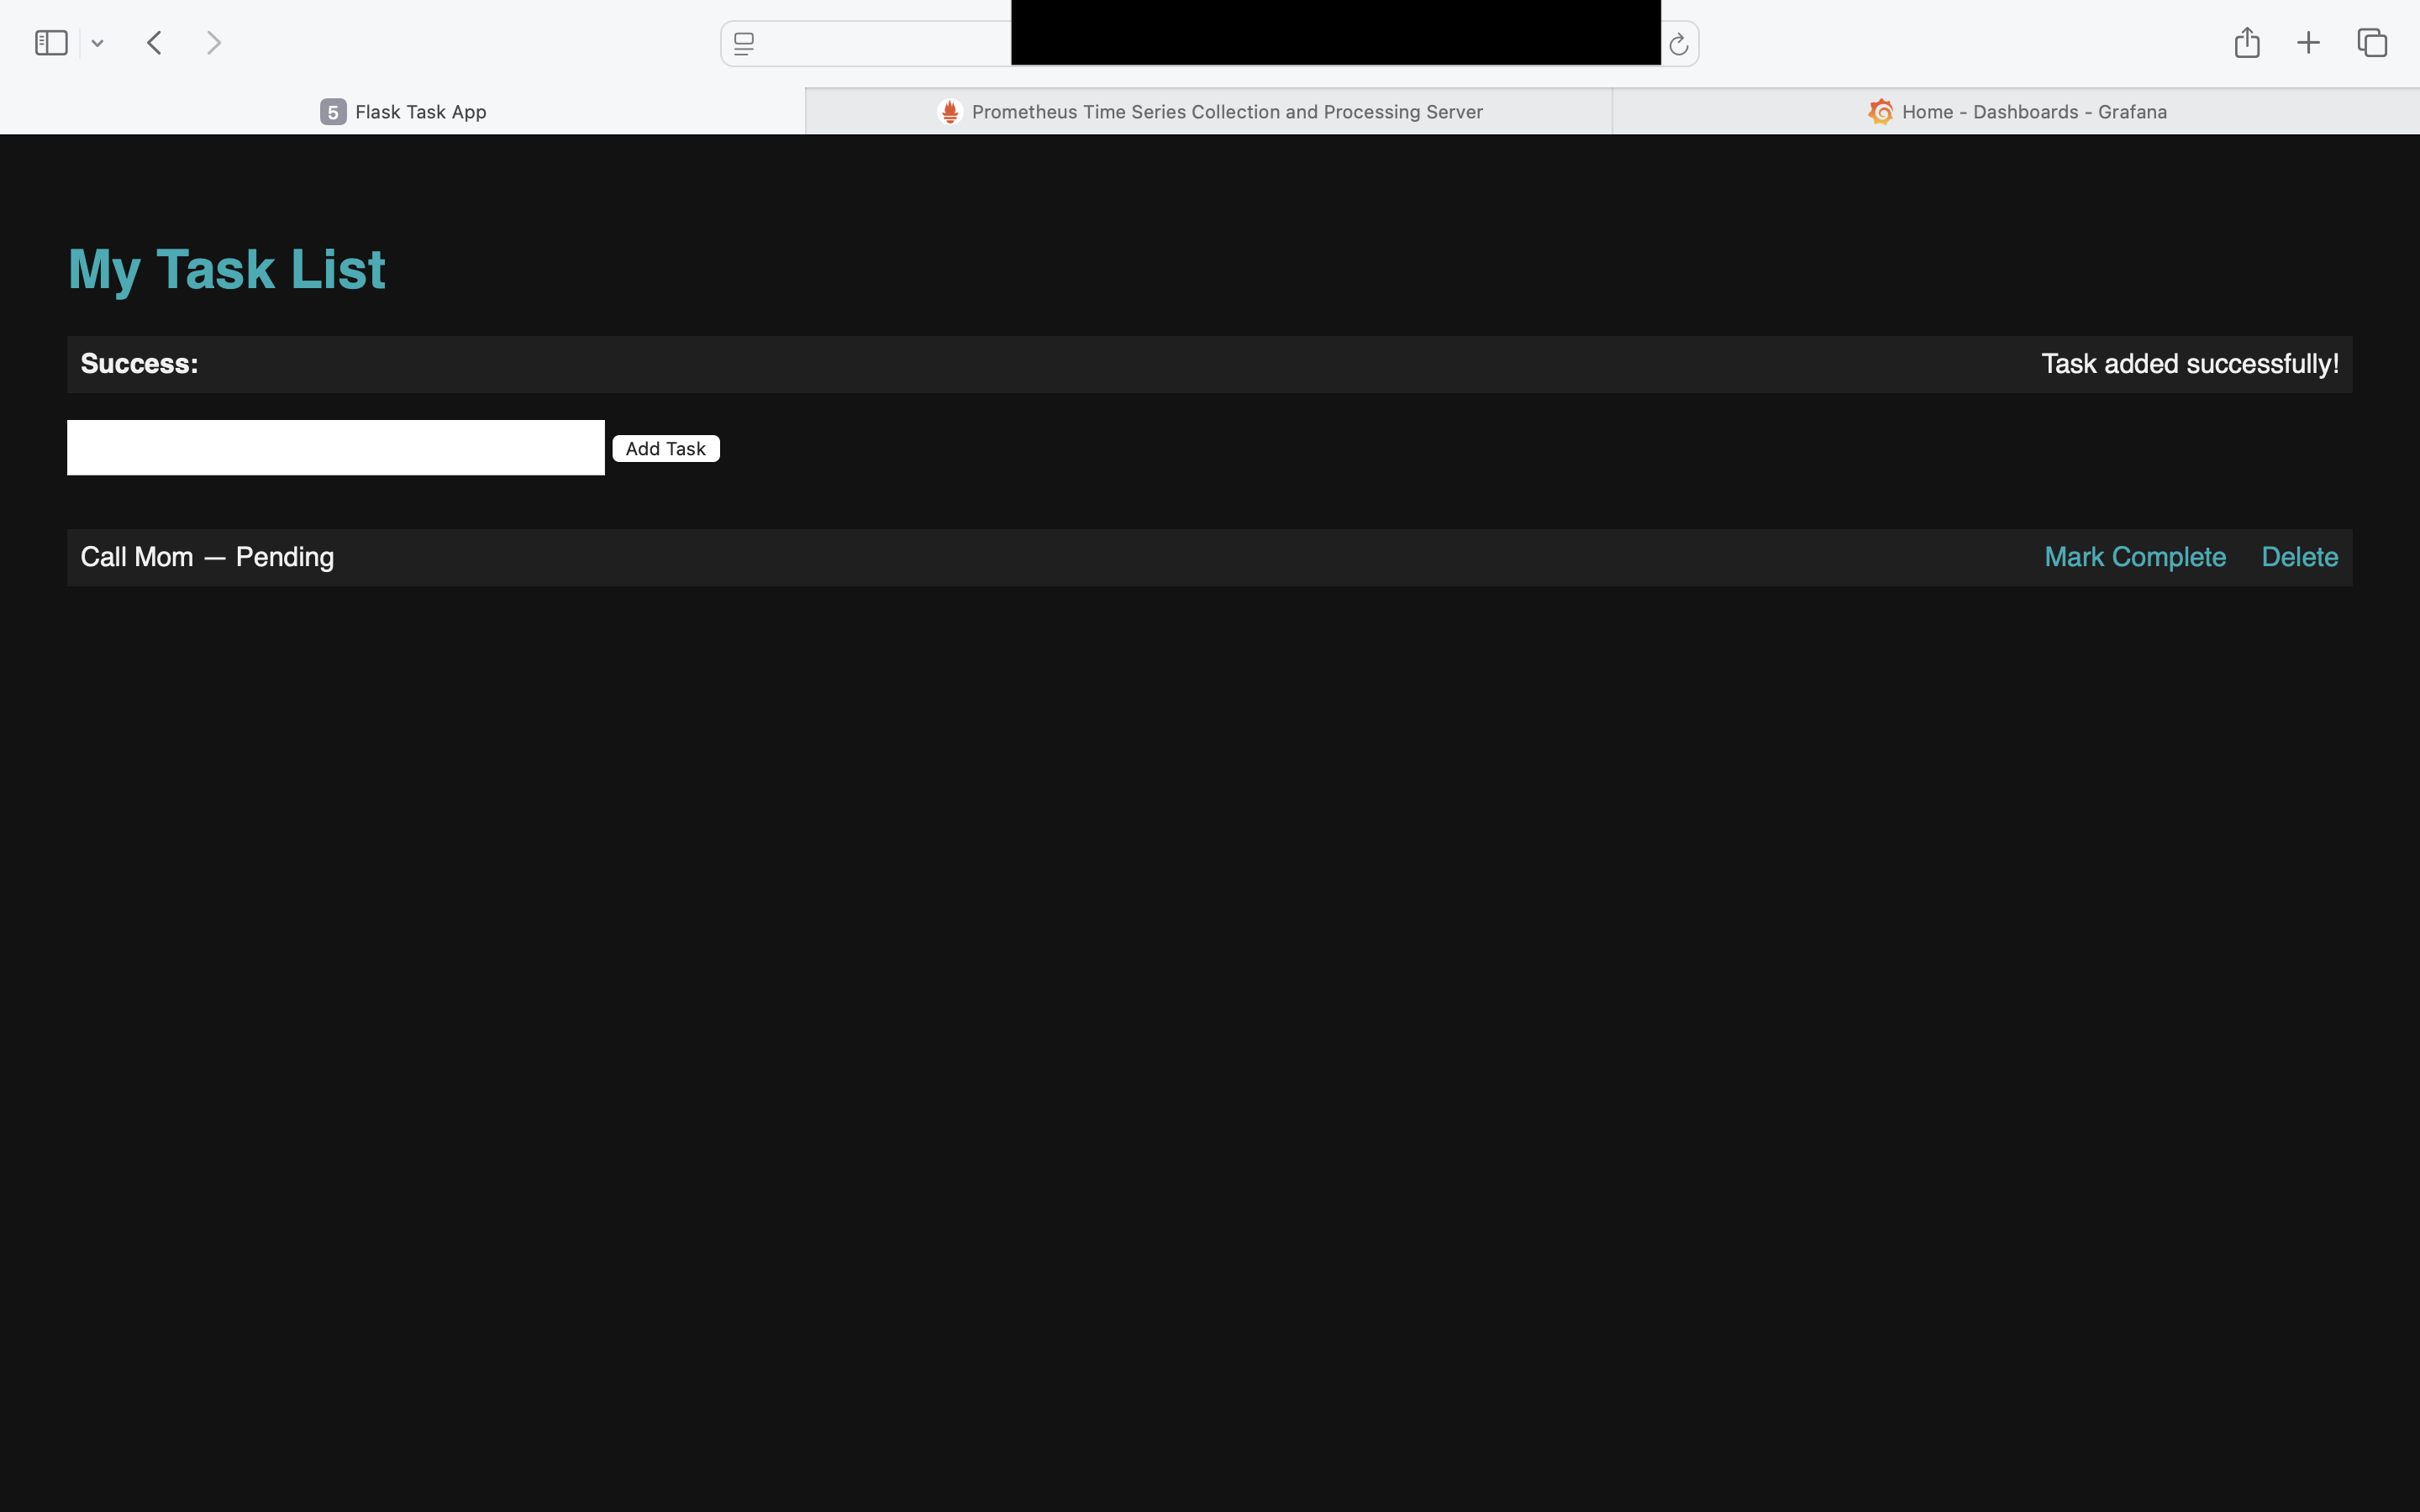 5 Flask Task App
Prometheus Time Series Collection and Processing Server
Home - Dashboards - Grafana
My Task List
Success: Task added successfully!
Add Task
Call Mom — Pending Mark Complete Delete